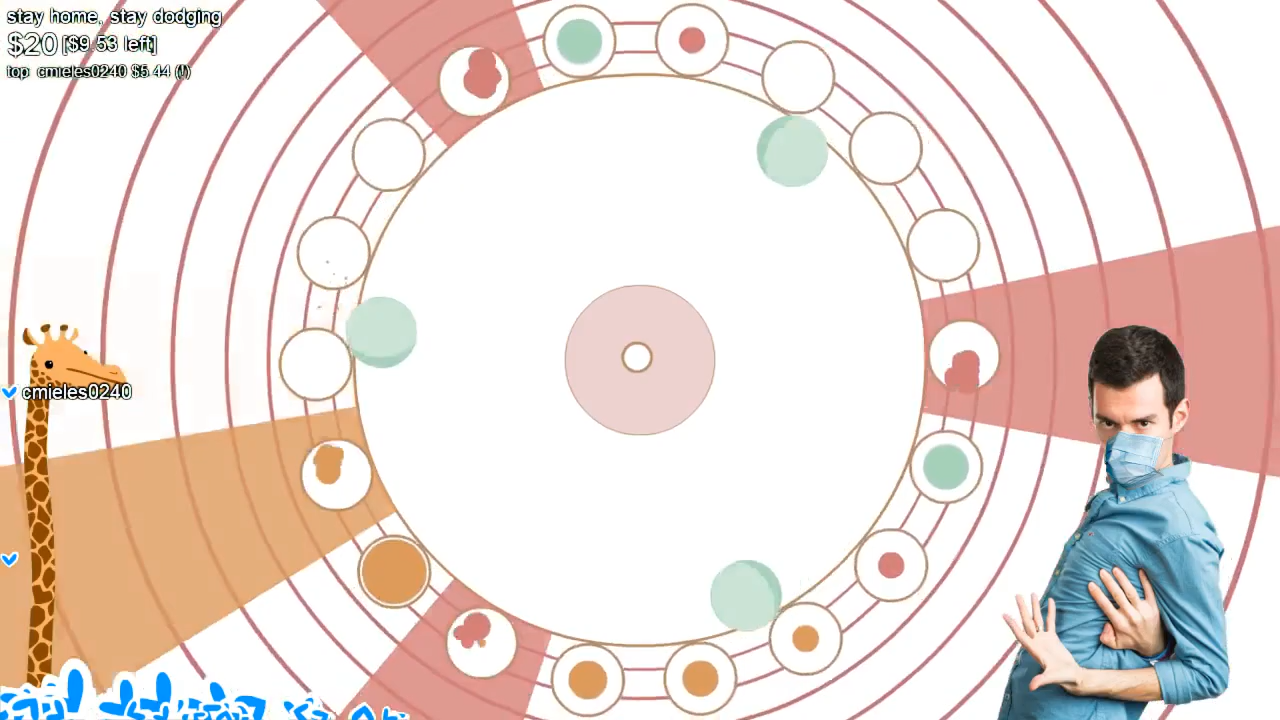 stay home, stay dodging
$20 [$9.53 left]
top cmieles0240 $5.44 (!)
cmieles0240